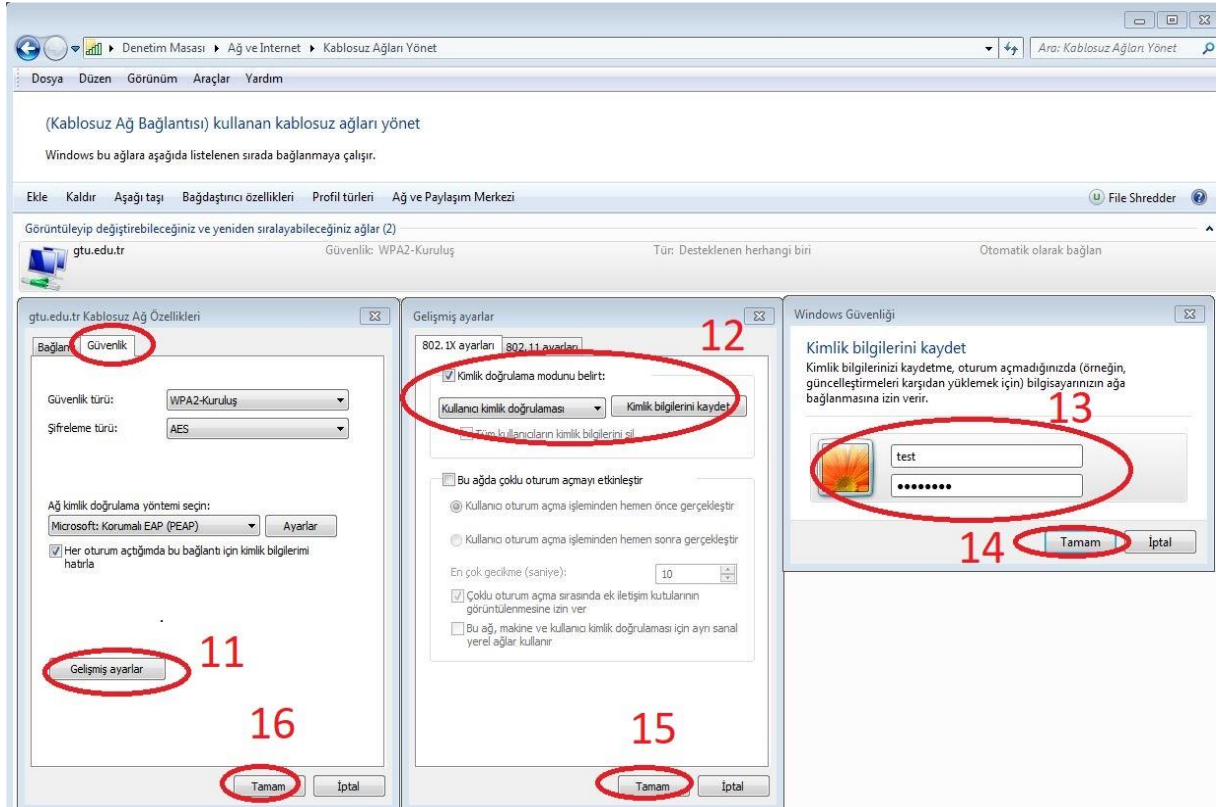 Denetim Masası ▸ Ağ ve Internet ▸ Kablosuz Ağları Yönet
Ara: Kablosuz Ağları Yönet
Dosya Düzen Görünüm Araçlar Yardım
(Kablosuz Ağ Bağlantısı) kullanan kablosuz ağları yönet
Windows bu ağlara aşağıda listelenen sırada bağlanmaya çalışır.
Ekle Kaldır Aşağı taşı Bağdaştırıcı özellikleri Profil türleri Ağ ve Paylaşım Merkezi
File Shredder
Görüntüleyip değiştirebileceğiniz ve yeniden sıralayabileceğiniz ağlar (2)
gtu.edu.tr Güvenlik: WPA2-Kuruluş Tür: Desteklenen herhangi biri Otomatik olarak bağlan
gtu.edu.tr Kablosuz Ağ Özellikleri
Bağlan Güvenlik
Güvenlik türü: WPA2-Kuruluş
Şifreleme türü: AES
Ağ kimlik doğrulama yöntemi seçin:
Microsoft: Korumalı EAP (PEAP) Ayarlar
Her oturum açtığımda bu bağlantı için kimlik bilgilerimi
hatırla
Gelişmiş ayarlar
11
16
Tamam İptal
Gelişmiş ayarlar
802.1X ayarları 802.11 ayarları
12
Kimlik doğrulama modunu belirt:
Kullanıcı kimlik doğrulaması Kimlik bilgilerini kaydet
Tüm kullanıcıların kimlik bilgilerini sil
Bu ağda çoklu oturum açmayı etkinleştir
Kullanıcı oturum açma işleminden hemen önce gerçekleştir
Kullanıcı oturum açma işleminden hemen sonra gerçekleştir
En çok gecikme (saniye): 10
Çoklu oturum açma sırasında ek iletişim kutularının
görüntülenmesine izin ver
Bu ağ, makine ve kullanıcı kimlik doğrulaması için ayrı sanal
yerel ağlar kullanır
15
Tamam İptal
Windows Güvenliği
Kimlik bilgilerini kaydet
Kimlik bilgilerinizi kaydetme, oturum açmadığınızda (örneğin,
güncelleştirmeleri karşıdan yüklemek için) bilgisayarınızın ağa
bağlanmasına izin verir.
13
test
●●●●●●●●
14
Tamam İptal